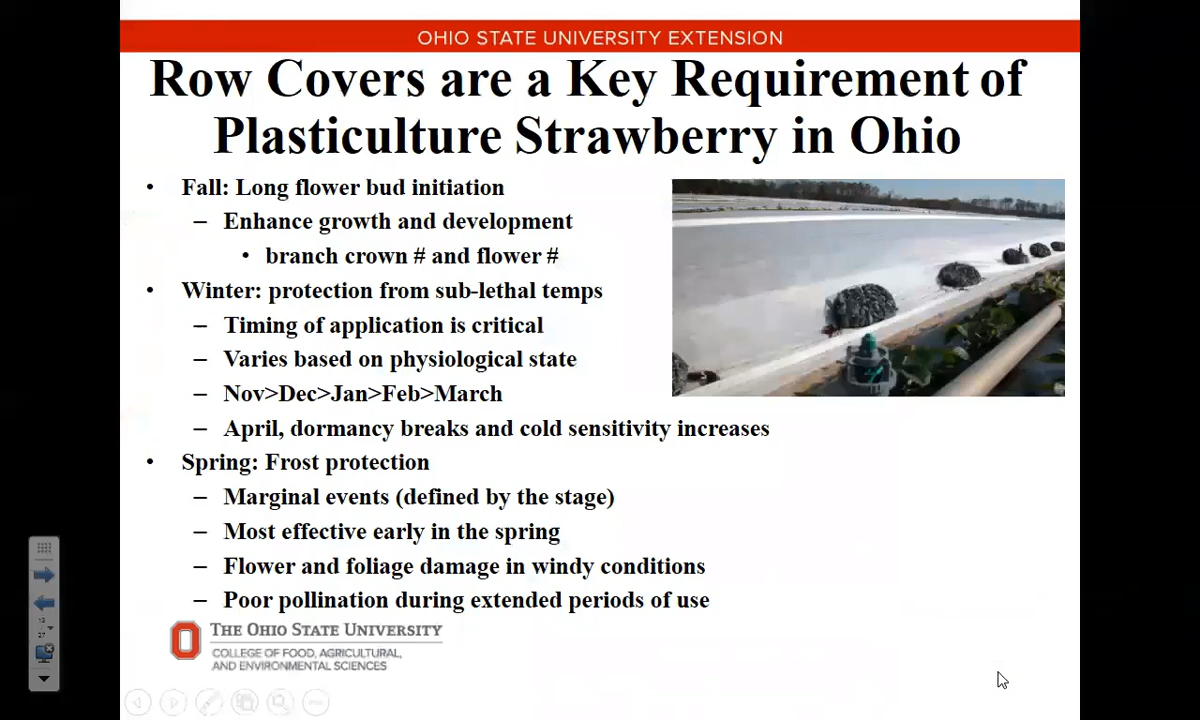 OHIO STATE UNIVERSITY EXTENSION
Row Covers are a Key Requirement of
Plasticulture Strawberry in Ohio
• Fall: Long flower bud initiation
– Enhance growth and development
• branch crown # and flower #
• Winter: protection from sub-lethal temps
– Timing of application is critical
– Varies based on physiological state
– Nov>Dec>Jan>Feb>March
– April, dormancy breaks and cold sensitivity increases
• Spring: Frost protection
– Marginal events (defined by the stage)
– Most effective early in the spring
– Flower and foliage damage in windy conditions
– Poor pollination during extended periods of use
THE OHIO STATE UNIVERSITY
COLLEGE OF FOOD, AGRICULTURAL,
AND ENVIRONMENTAL SCIENCES